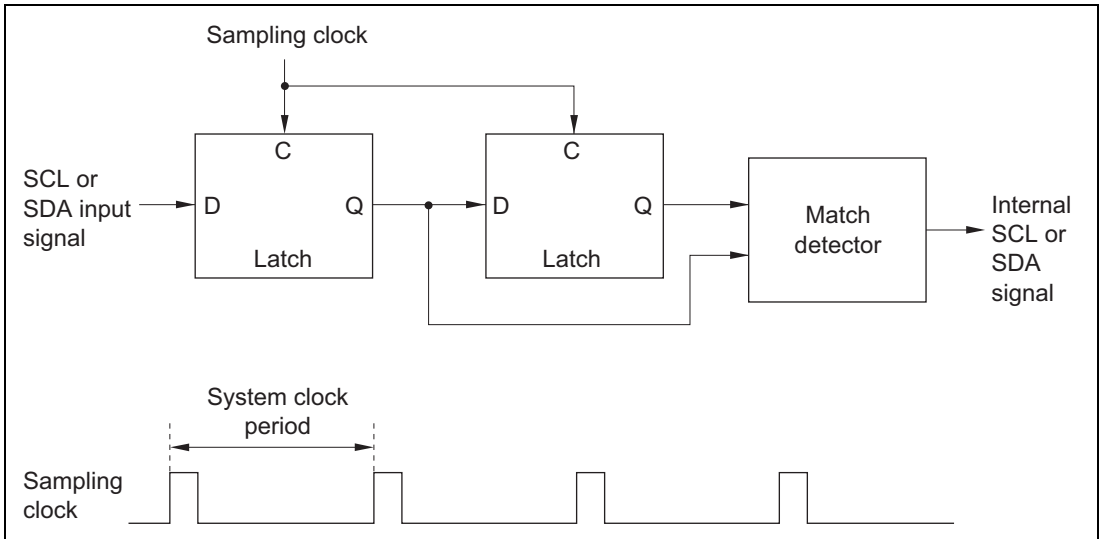 Sampling clock
C
C
SCL or
SDA input
signal
D
Q
D
Q
Latch
Latch
Match
detector
Internal
SCL or
SDA
signal
System clock
period
Sampling
clock